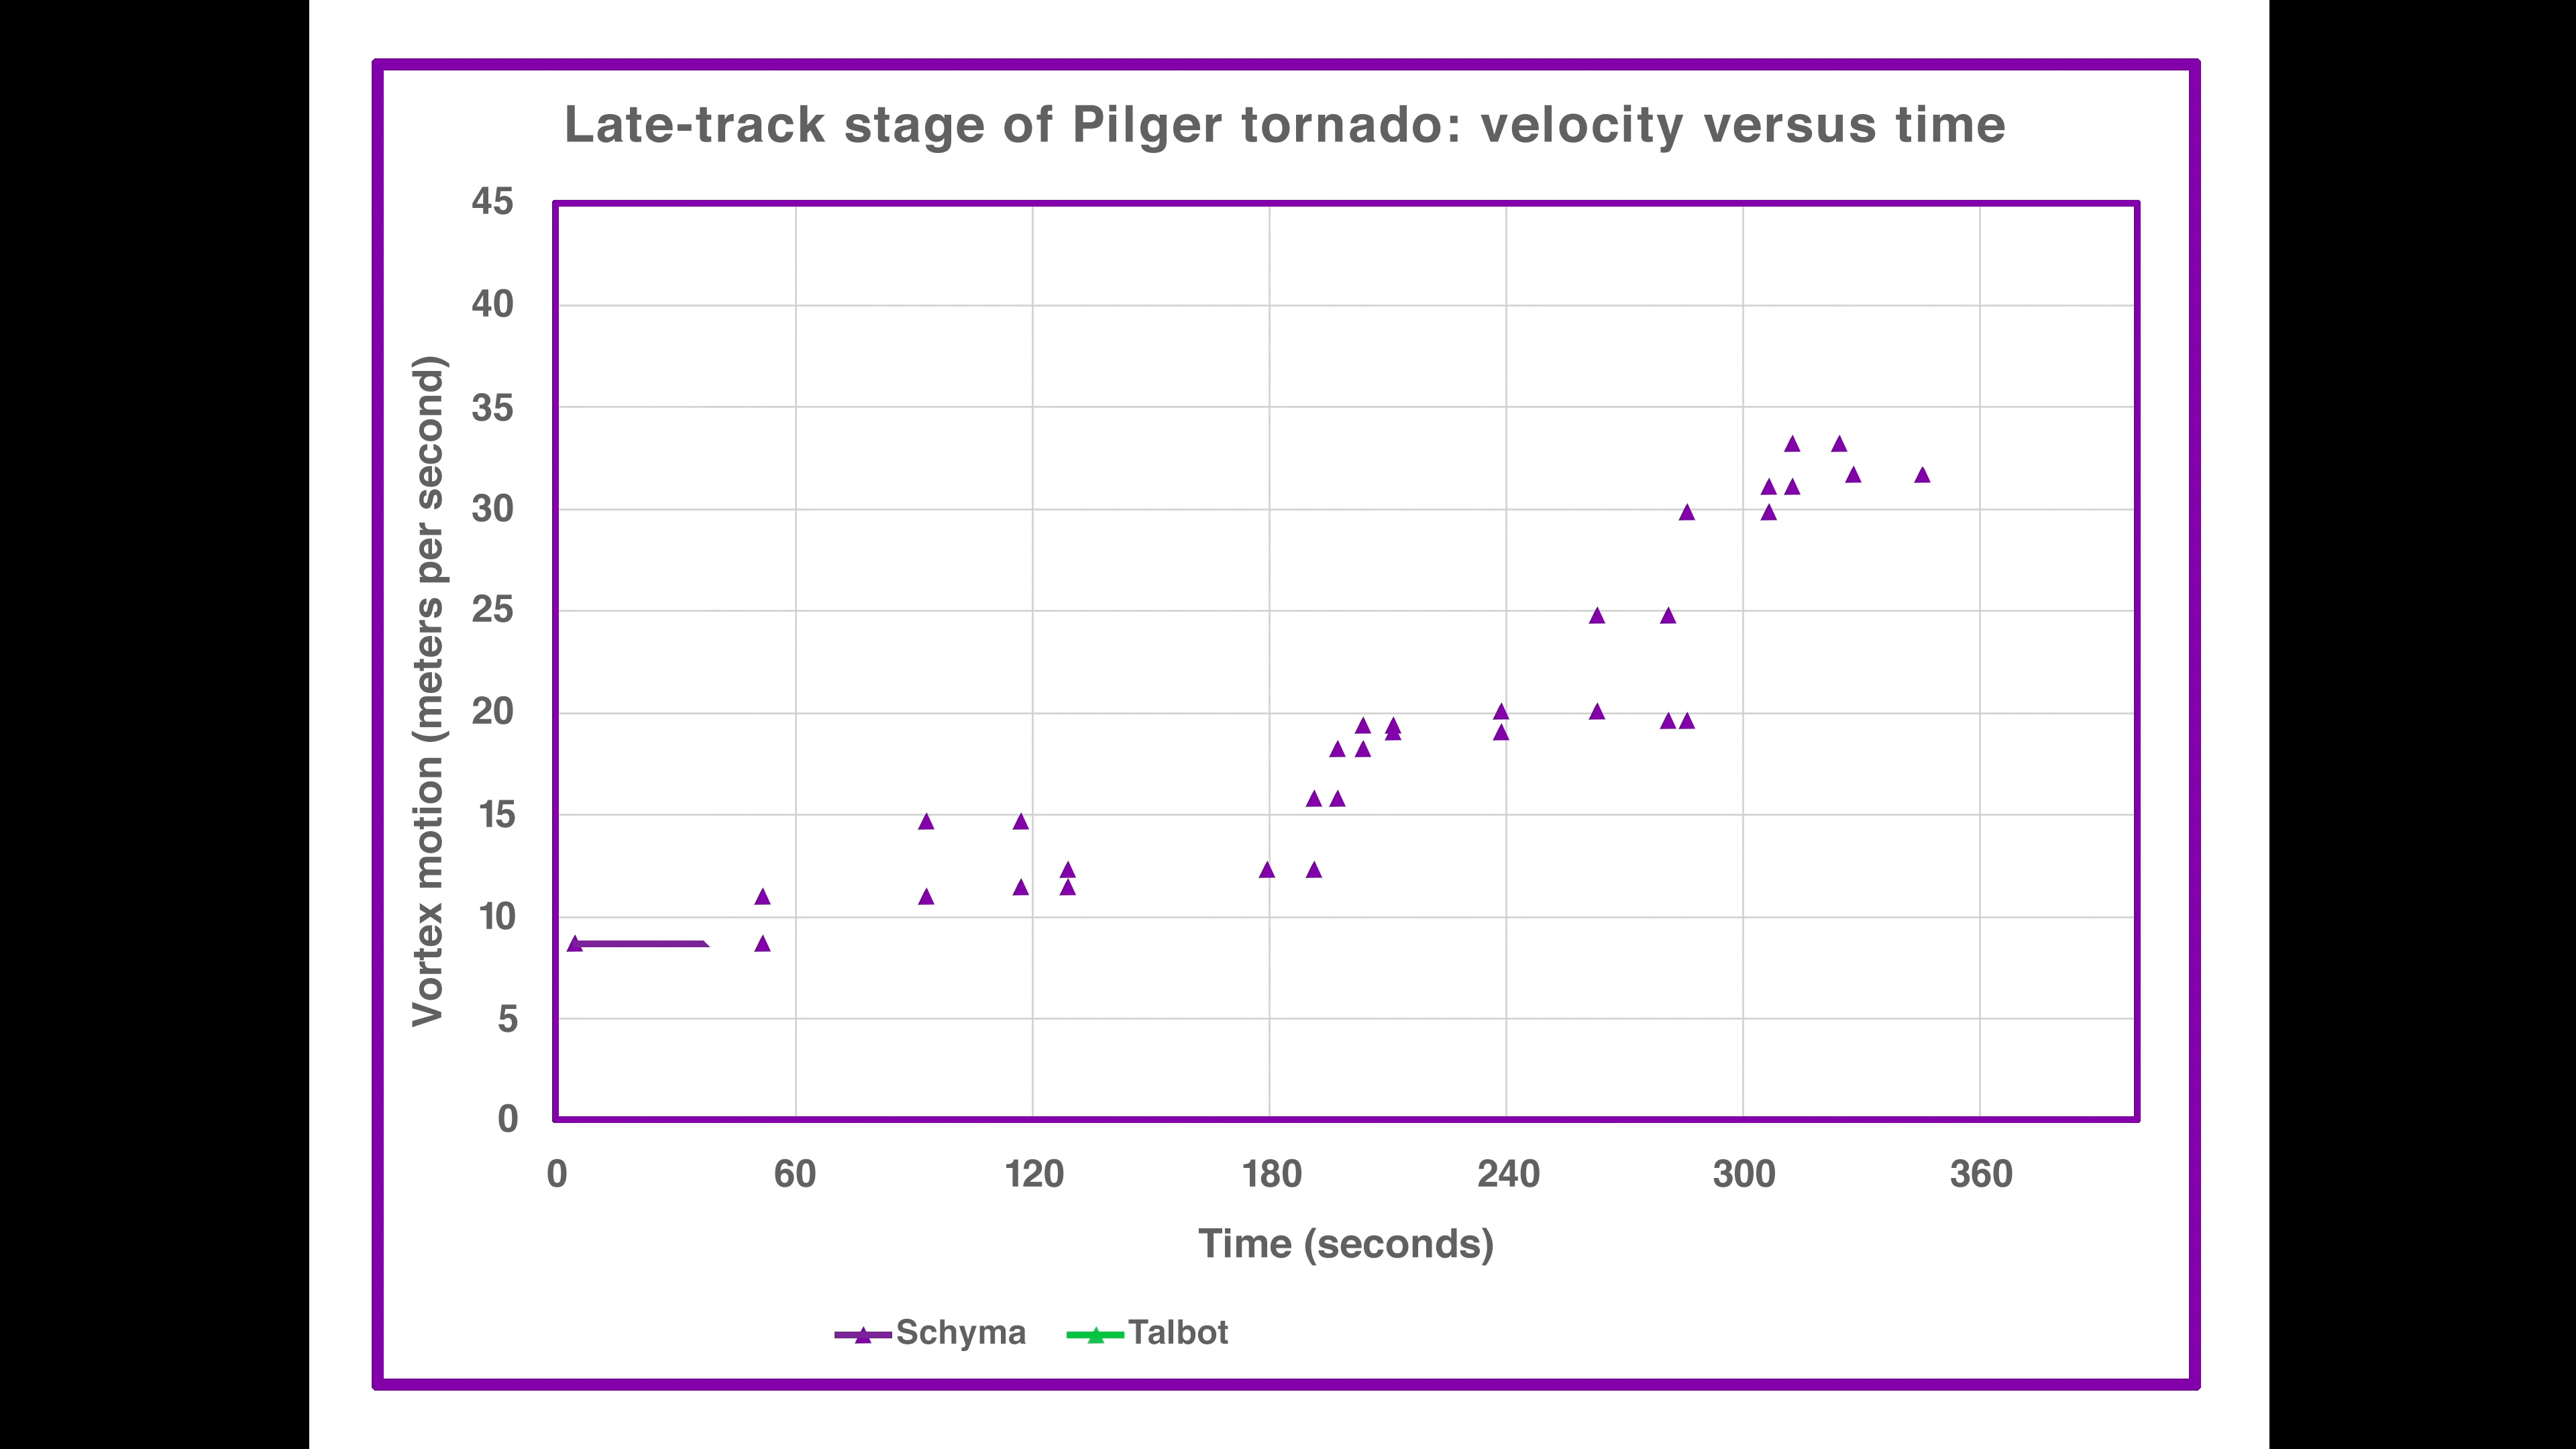 Late-track stage of Pilger tornado: velocity versus time
Vortex motion (meters per second)
45
40
35
30
25
20
15
10
5
0
0 60 120 180 240 300 360
Time (seconds)
Schyma Talbot